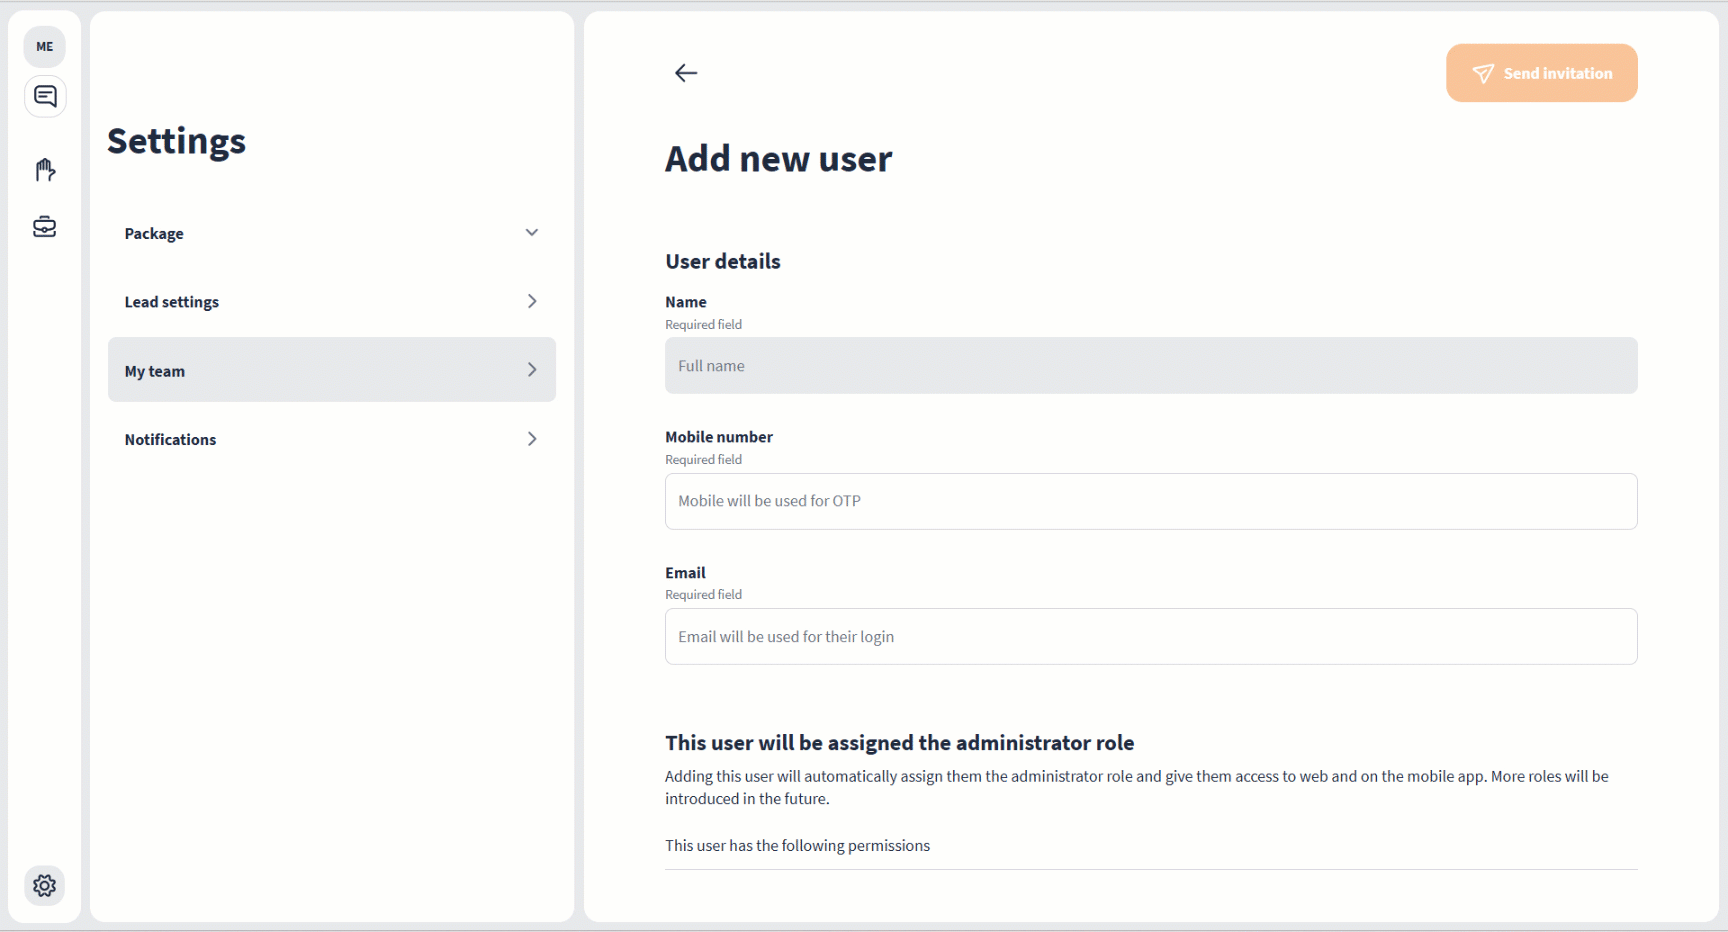 ME
Settings
Package
Lead settings
My team
Notifications
Send invitation
Add new user
User details
Name
Required field
Full name
Mobile number
Required field
Mobile will be used for OTP
Email
Required field
Email will be used for their login
This user will be assigned the administrator role
Adding this user will automatically assign them the administrator role and give them access to web and on the mobile app. More roles will be
introduced in the future.
This user has the following permissions